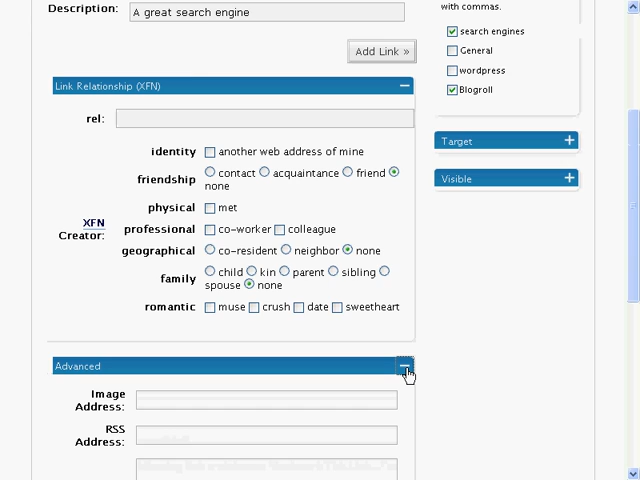 Description: A great search engine
Add Link »
Link Relationship (XFN)
rel:
XFN
Creator:
identity another web address of mine
friendship contact acquaintance friend
none
physical met
professional co-worker colleague
geographical co-resident neighbor none
family child kin parent sibling
spouse none
romantic muse crush date sweetheart
Advanced
Image
Address:
RSS
Address:
with commas.
search engines
General
wordpress
Blogroll
Target
Visible